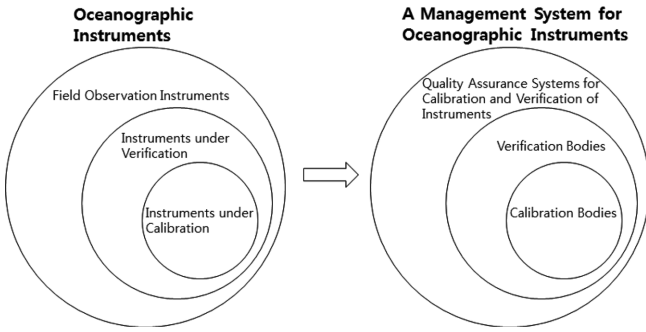 Oceanographic
Instruments
Field Observation Instruments
Instruments under
Verification
Instruments under
Calibration
A Management System for
Oceanographic Instruments
Quality Assurance Systems for
Calibration and Verification of
Instruments
Verification Bodies
Calibration Bodies